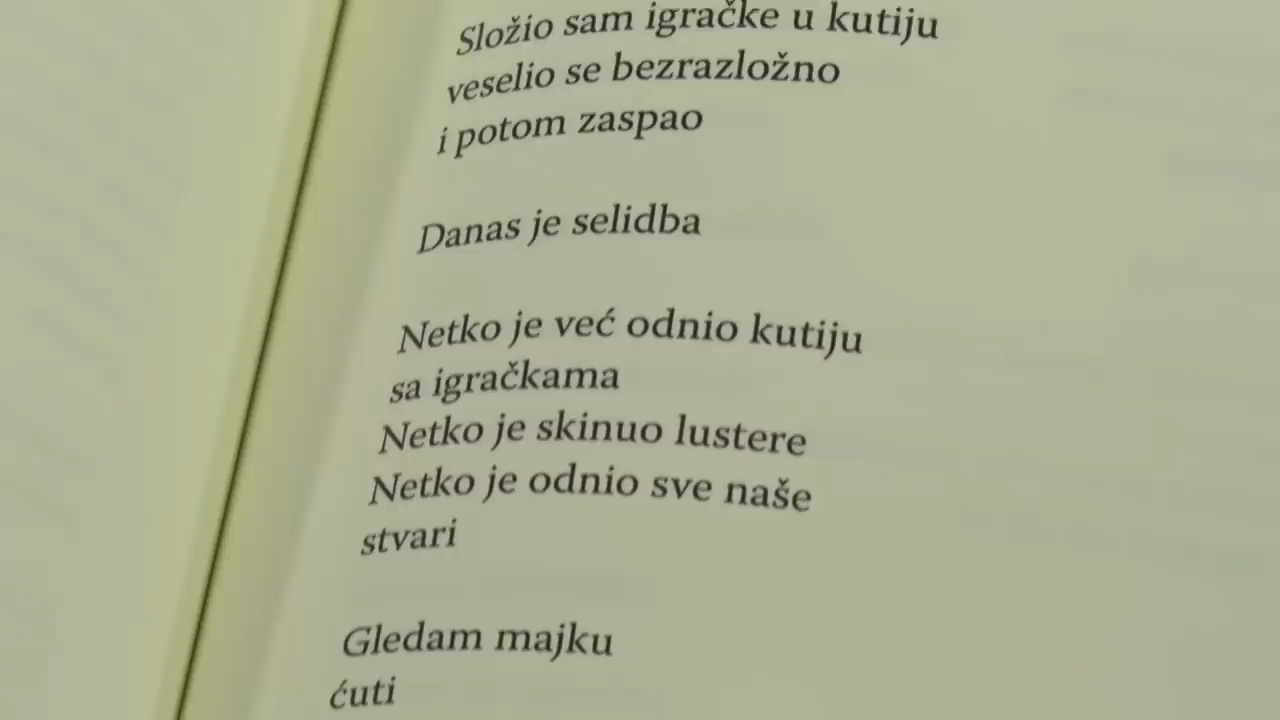 Složio sam igračke u kutiju
veselio se bezrazložno
i potom zaspao
Danas je selidba
Netko je već odnio kutiju
sa igračkama
Netko je skinuo lustere
Netko je odnio sve naše
stvari
Gledam majku
ćuti